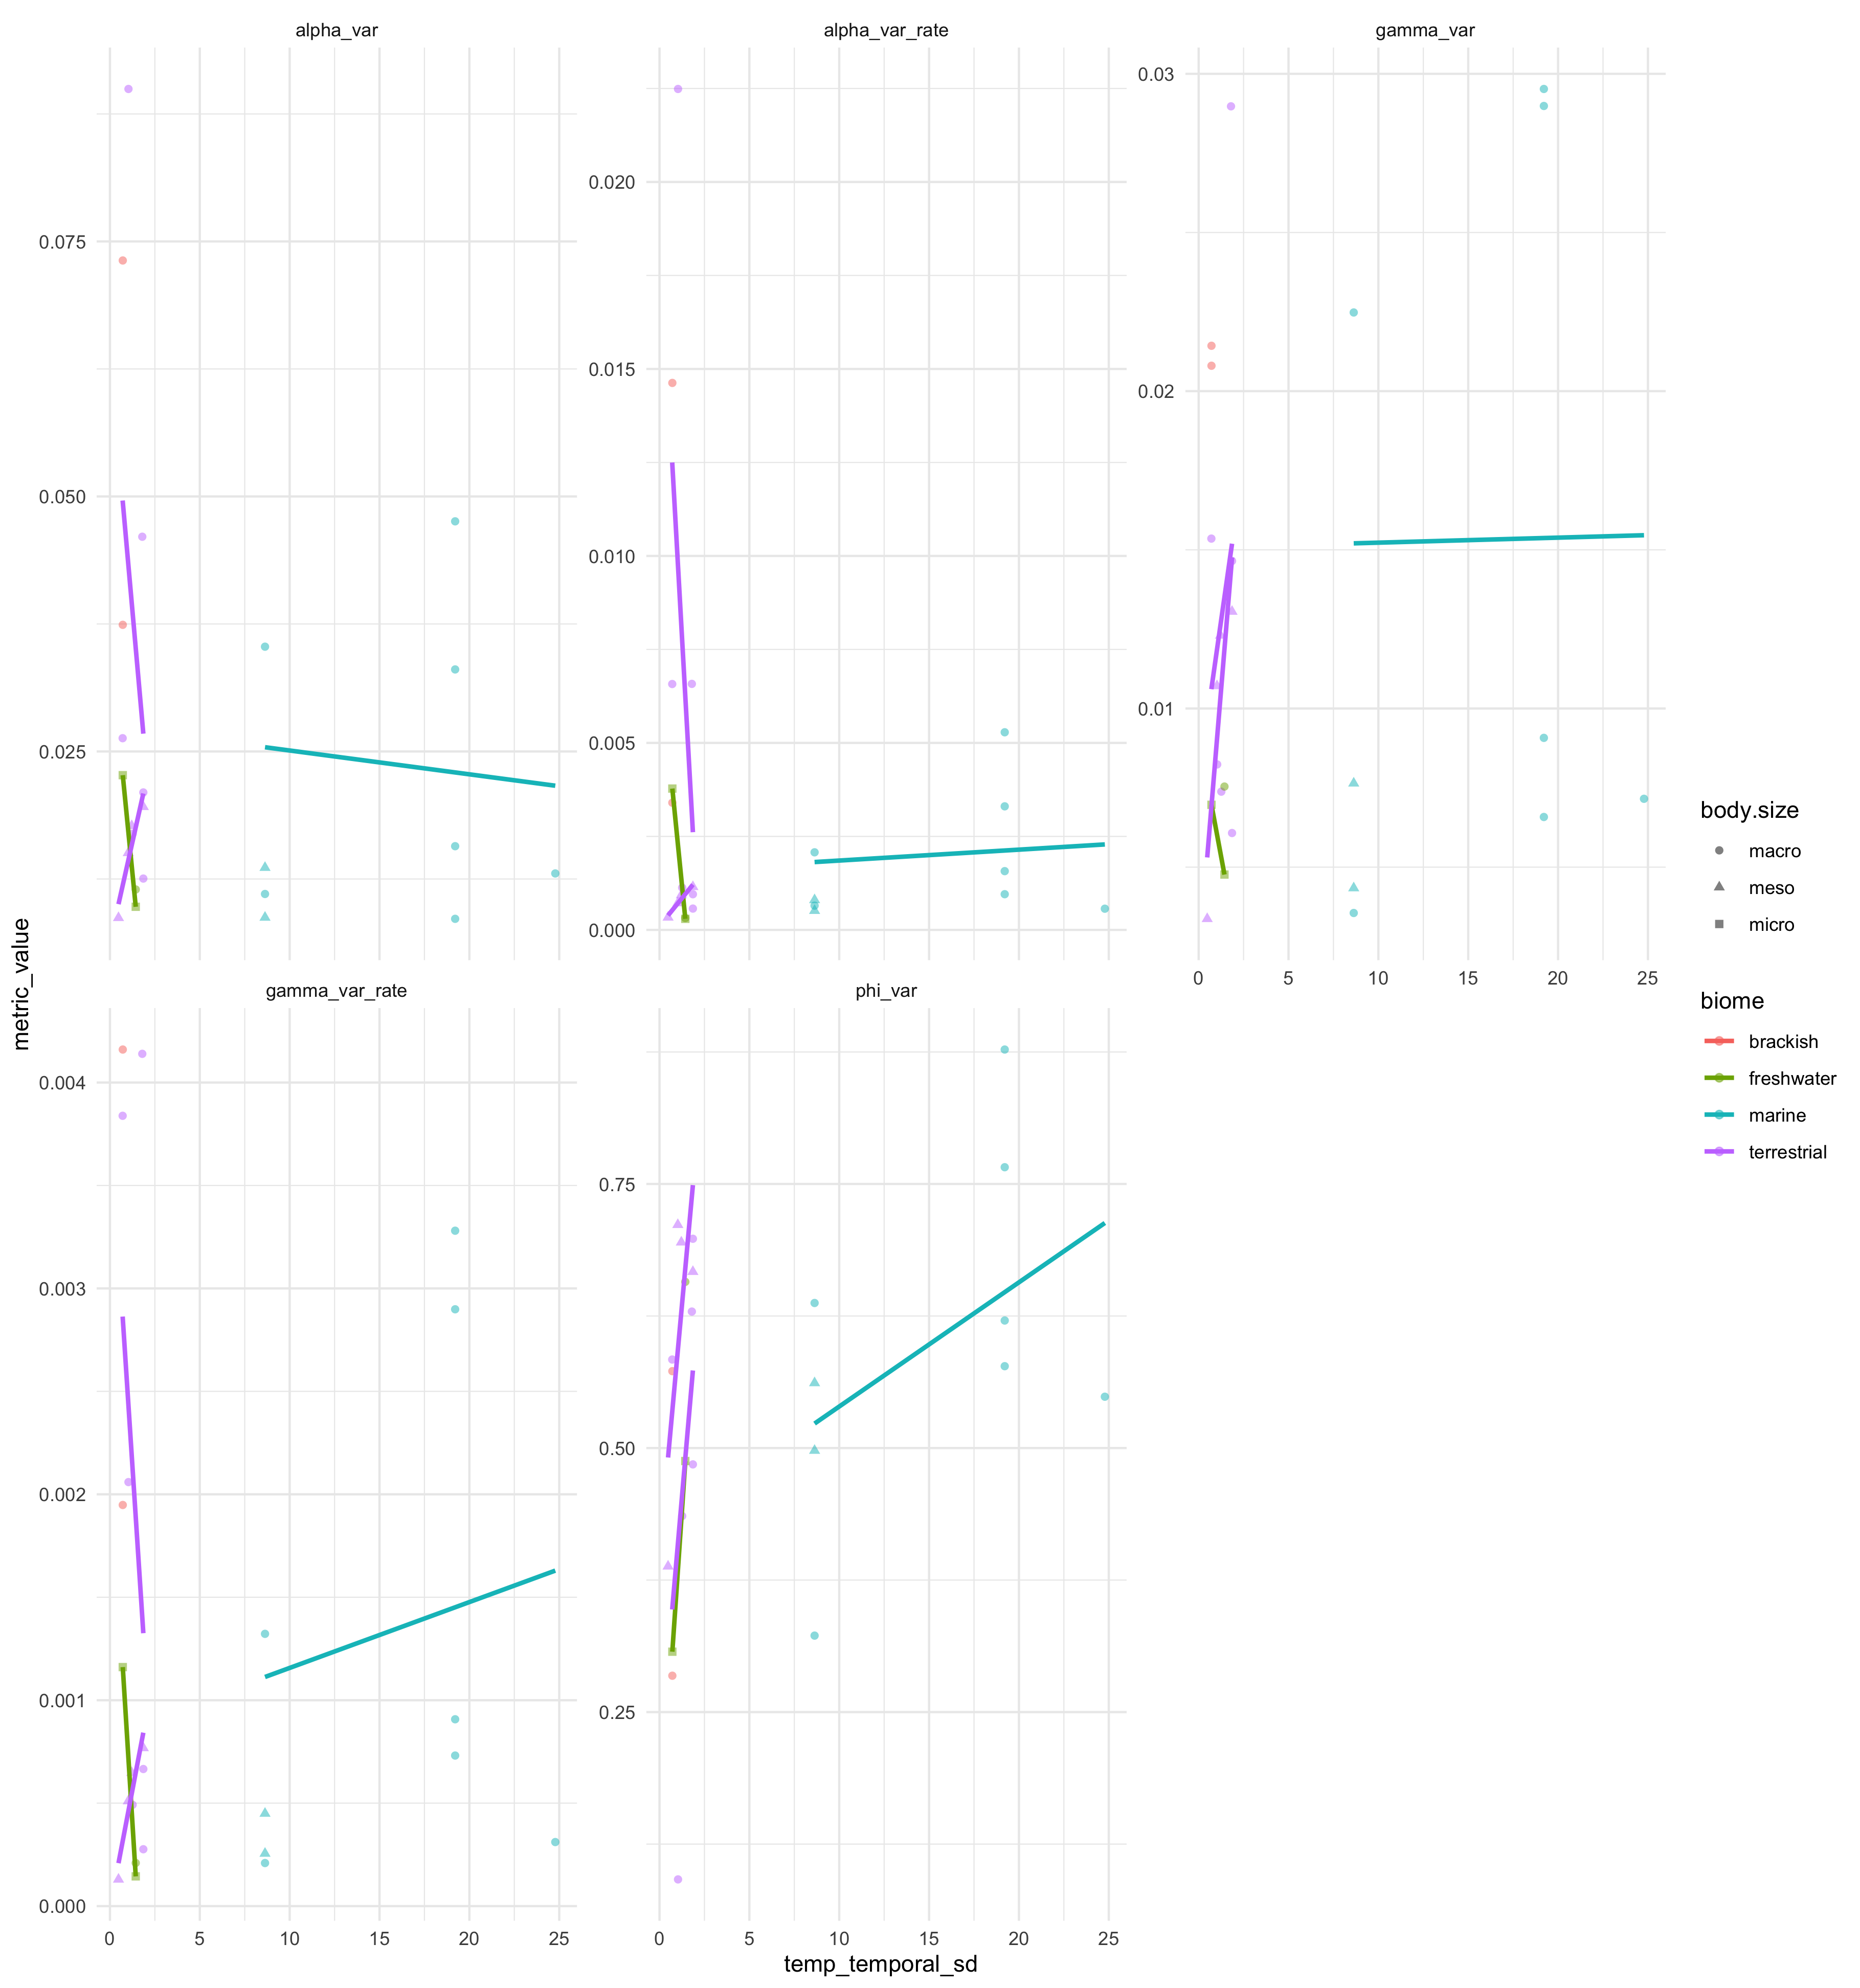 alpha_var
alpha_var_rate
gamma_var
0.075
0.050
0.025
0.020
0.015
0.010
0.005
0.000
0.03
0.02
0.01
0 5 10 15 20 25
metric_value
gamma_var_rate
phi_var
0.004
0.003
0.002
0.001
0.000
0.75
0.50
0.25
0 5 10 15 20 25
0 5 10 15 20 25
temp_temporal_sd
body.size
macro
meso
micro
biome
brackish
freshwater
marine
terrestrial